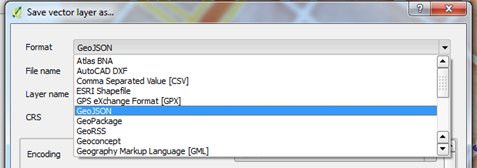 Save vector layer as...
Format
GeoJSON
Atlas BNA
File name
AutoCAD DXF
Comma Separated Value [CSV]
Layer name
ESRI Shapefile
GPS eXchange Format [GPX]
CRS
GeoJSON
GeoPackage
GeoRSS
Geoconcept
Encoding
Geography Markup Language [GML]